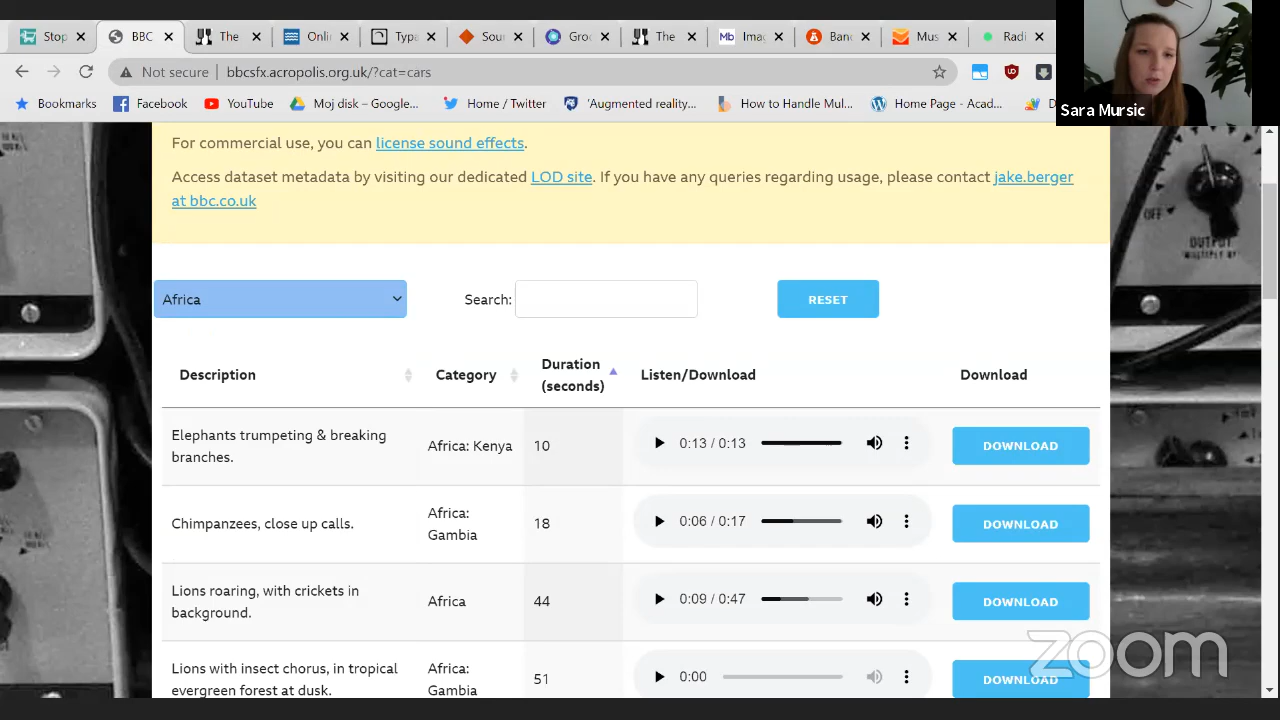 Stop
BBC
The
Onli
Typa
Sou
Groo
The
Imag
Banc
Mus
Radi
Not secure
bbcsfx.acropolis.org.uk/?cat=cars
Bookmarks
Facebook
YouTube
Moj disk – Google...
Home / Twitter
'Augmented reality...
How to Handle Mul...
Home Page - Acad...
Sara Mursic
For commercial use, you can license sound effects.
Access dataset metadata by visiting our dedicated LOD site. If you have any queries regarding usage, please contact jake.berger
at bbc.co.uk
OFF
OUTPUT
Africa
Search:
RESET
Description
Category
Duration
(seconds)
Listen/Download
Download
Elephants trumpeting & breaking
branches.
Africa: Kenya
10
0:13 / 0:13
DOWNLOAD
Chimpanzees, close up calls.
Africa:
Gambia
18
0:06 / 0:17
DOWNLOAD
Lions roaring, with crickets in
background.
Africa
44
0:09 / 0:47
DOWNLOAD
Lions with insect chorus, in tropical
evergreen forest at dusk.
Africa:
Gambia
51
0:00
DOWNLOAD
zoom